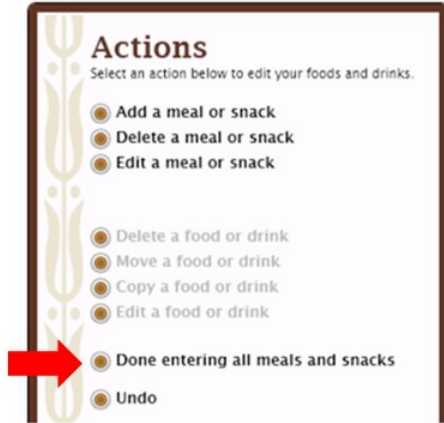 Actions
Select an action below to edit your foods and drinks.
Add a meal or snack
Delete a meal or snack
Edit a meal or snack
Delete a food or drink
Move a food or drink
Copy a food or drink
Edit a food or drink
Done entering all meals and snacks
Undo